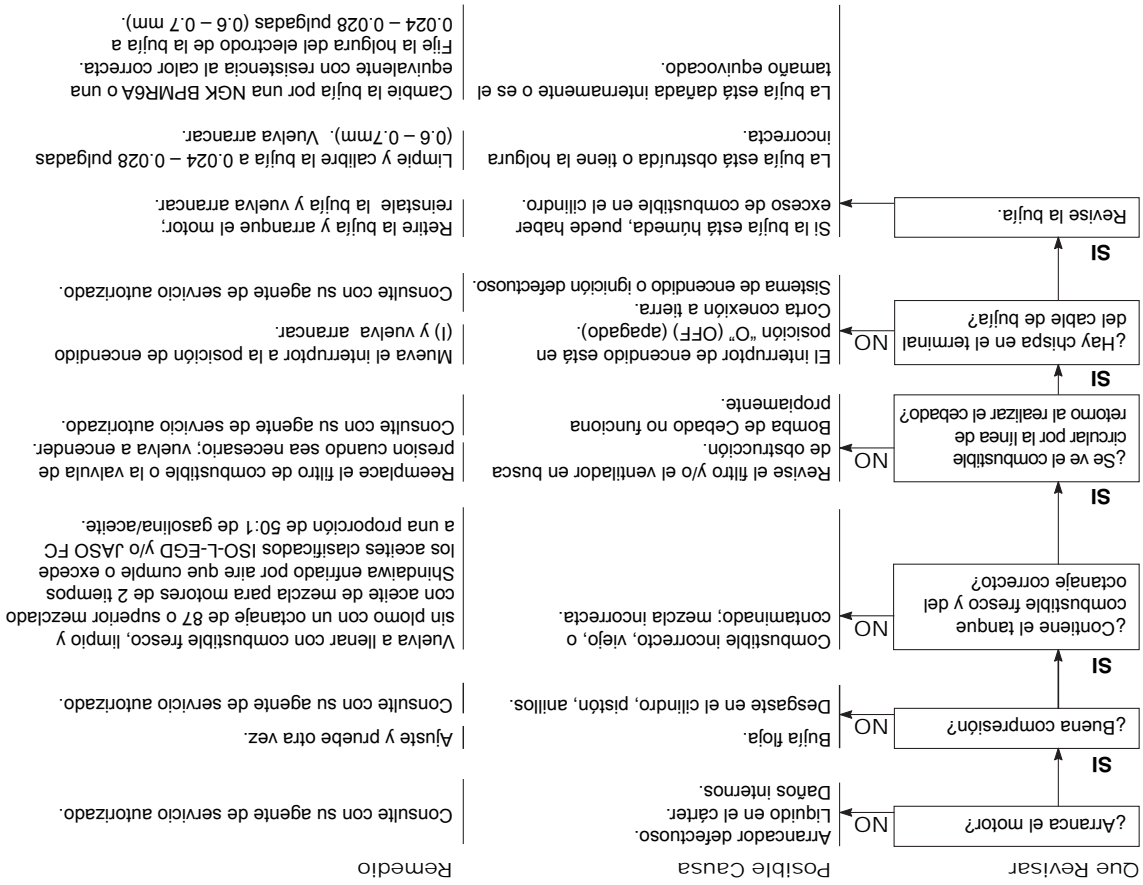 Que Revisar
Posible Causa
Remedio
¿Arranca el motor?
NO
Arrancador defectuoso.
Liquido en el cárter.
Daños internos.
Consulte con su agente de servicio autorizado.
SI
¿Buena compresión?
NO
Bujía floja.
Ajuste y pruebe otra vez.
Desgaste en el cilindro, pistón, anillos.
Consulte con su agente de servicio autorizado.
SI
¿Contiene el tanque
combustible fresco y del
octanaje correcto?
NO
Combustible incorrecto, viejo, o
contaminado; mezcla incorrecta.
Vuelva a llenar con combustible fresco, limpio y
sin plomo con un octanaje de 87 o superior mezclado
con aceite de mezcla para motores de 2 tiempos
Shindaiwa enfriado por aire que cumple o excede
los aceites clasificados ISO-L-EGD y/o JASO FC
a una proporción de 50:1 de gasolina/aceite.
SI
¿Se ve el combustible
circular por la línea de
retorno al realizar el cebado?
NO
Revise el filtro y/o el ventilador en busca
de obstrucción.
Bomba de Cebado no funciona
propiamente.
Reemplace el filtro de combustible o la valvula de
presion cuando sea necesario; vuelva a encender.
Consulte con su agente de servicio autorizado.
SI
¿Hay chispa en el terminal
del cable de bujía?
NO
El interruptor de encendido está en
posición "O" (OFF) (apagado).
Corta conexión a tierra.
Sistema de encendido o ignición defectuoso.
Mueva el interruptor a la posición de encendido
(I) y vuelva arrancar.
Consulte con su agente de servicio autorizado.
SI
Revise la bujía.
Si la bujía está húmeda, puede haber
exceso de combustible en el cilindro.
Retire la bujía y arranque el motor;
reinstale la bujía y vuelva arrancar.
La bujía está obstruída o tiene la holgura
incorrecta.
Limpie y calibre la bujía a 0.024 – 0.028 pulgadas
(0.6 – 0.7mm). Vuelva arrancar.
La bujía está dañada internamente o es el
tamaño equivocado.
Cambie la bujía por una NGK BPMR6A o una
equivalente con resistencia al calor correcta.
Fije la holgura del electrodo de la bujía a
0.024 – 0.028 pulgadas (0.6 – 0.7 mm).